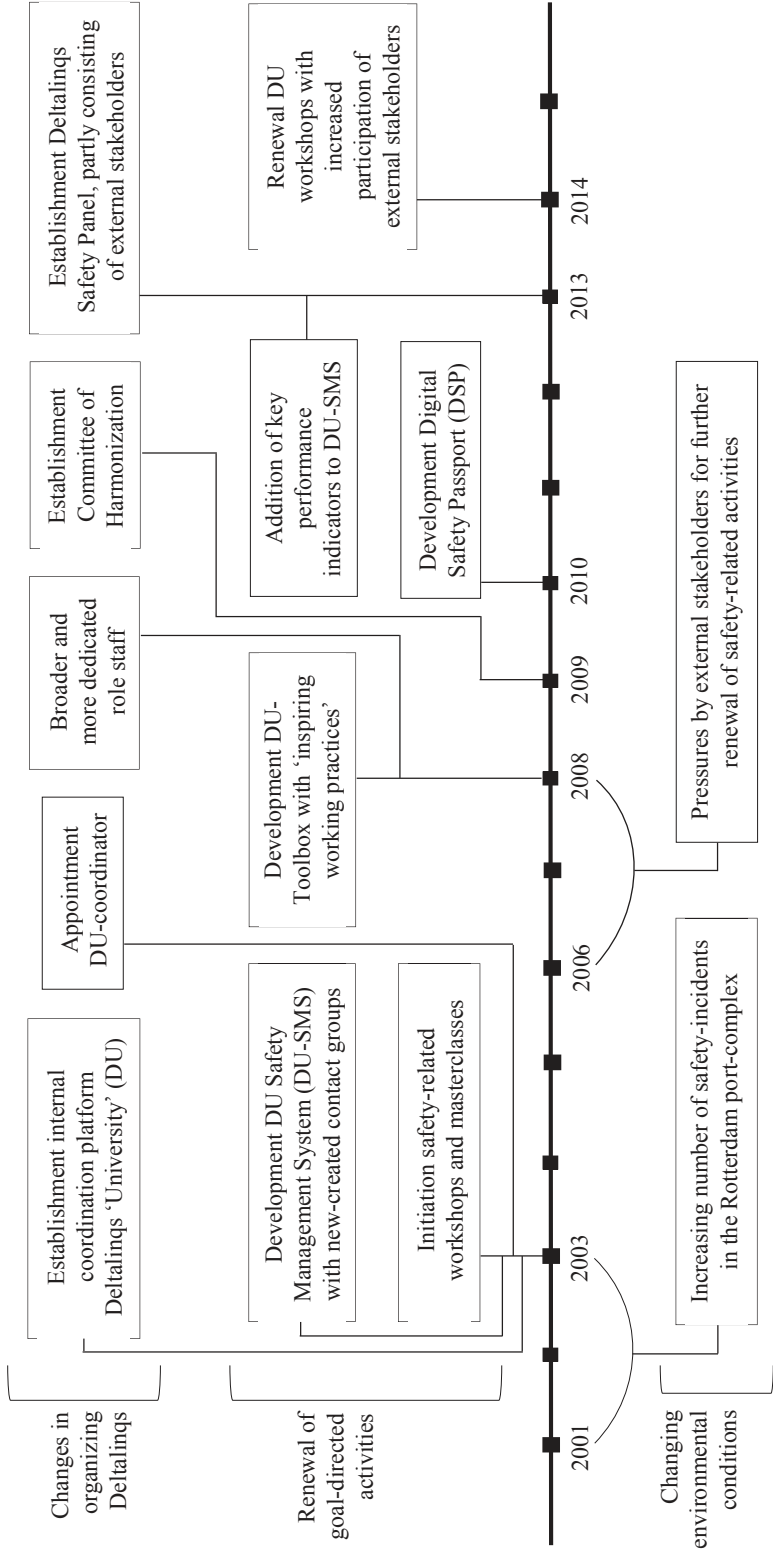 Changes in
organizing
Deltalinqs
Establishment internal
coordination platform
Deltalinqs ‘University’ (DU)
Appointment
DU-coordinator
Broader and
more dedicated
role staff
Establishment
Committee of
Harmonization
Establishment Deltalinqs
Safety Panel, partly consisting
of external stakeholders
Renewal of
goal-directed
activities
Development DU Safety
Management System (DU-SMS)
with new-created contact groups
Initiation safety-related
workshops and masterclasses
Development DU-
Toolbox with ‘inspiring
working practices’
Addition of key
performance
indicators to DU-SMS
Development Digital
Safety Passport (DSP)
Renewal DU
workshops with
increased
participation of
external stakeholders
2001
2003
2006
2008
2009
2010
2013
2014
Changing
environmental
conditions
Increasing number of safety-incidents
in the Rotterdam port-complex
Pressures by external stakeholders for further
renewal of safety-related activities